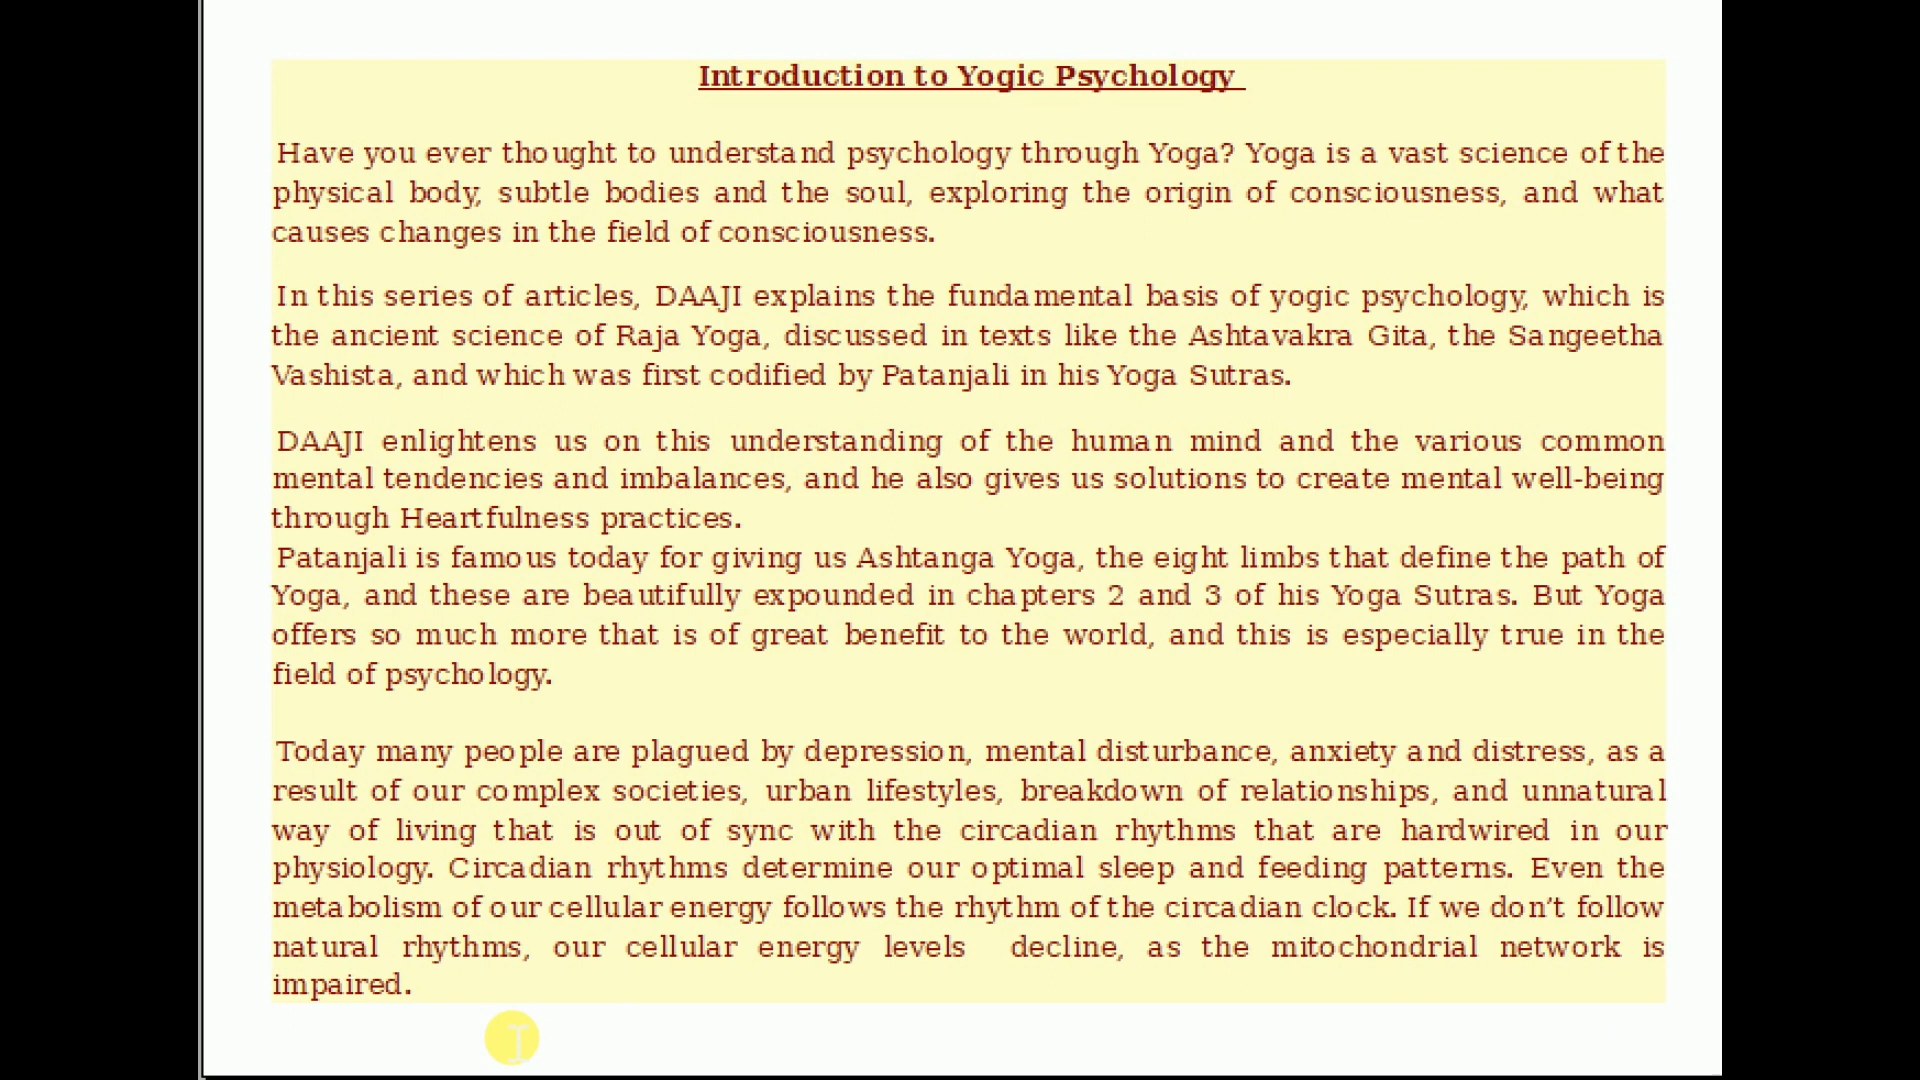 Introduction to Yogic Psychology
Have you ever thought to understand psychology through Yoga? Yoga is a vast science of the
physical body, subtle bodies and the soul, exploring the origin of consciousness, and what
causes changes in the field of consciousness.
In this series of articles, DAAJI explains the fundamental basis of yogic psychology, which is
the ancient science of Raja Yoga, discussed in texts like the Ashtavakra Gita, the Sangeetha
Vashista, and which was first codified by Patanjali in his Yoga Sutras.
DAAJI enlightens us on this understanding of the human mind and the various common
mental tendencies and imbalances, and he also gives us solutions to create mental well-being
through Heartfulness practices.
Patanjali is famous today for giving us Ashtanga Yoga, the eight limbs that define the path of
Yoga, and these are beautifully expounded in chapters 2 and 3 of his Yoga Sutras. But Yoga
offers so much more that is of great benefit to the world, and this is especially true in the
field of psychology.
Today many people are plagued by depression, mental disturbance, anxiety and distress, as a
result of our complex societies, urban lifestyles, breakdown of relationships, and unnatural
way of living that is out of sync with the circadian rhythms that are hardwired in our
physiology. Circadian rhythms determine our optimal sleep and feeding patterns. Even the
metabolism of our cellular energy follows the rhythm of the circadian clock. If we don’t follow
natural rhythms, our cellular energy levels decline, as the mitochondrial network is
impaired.